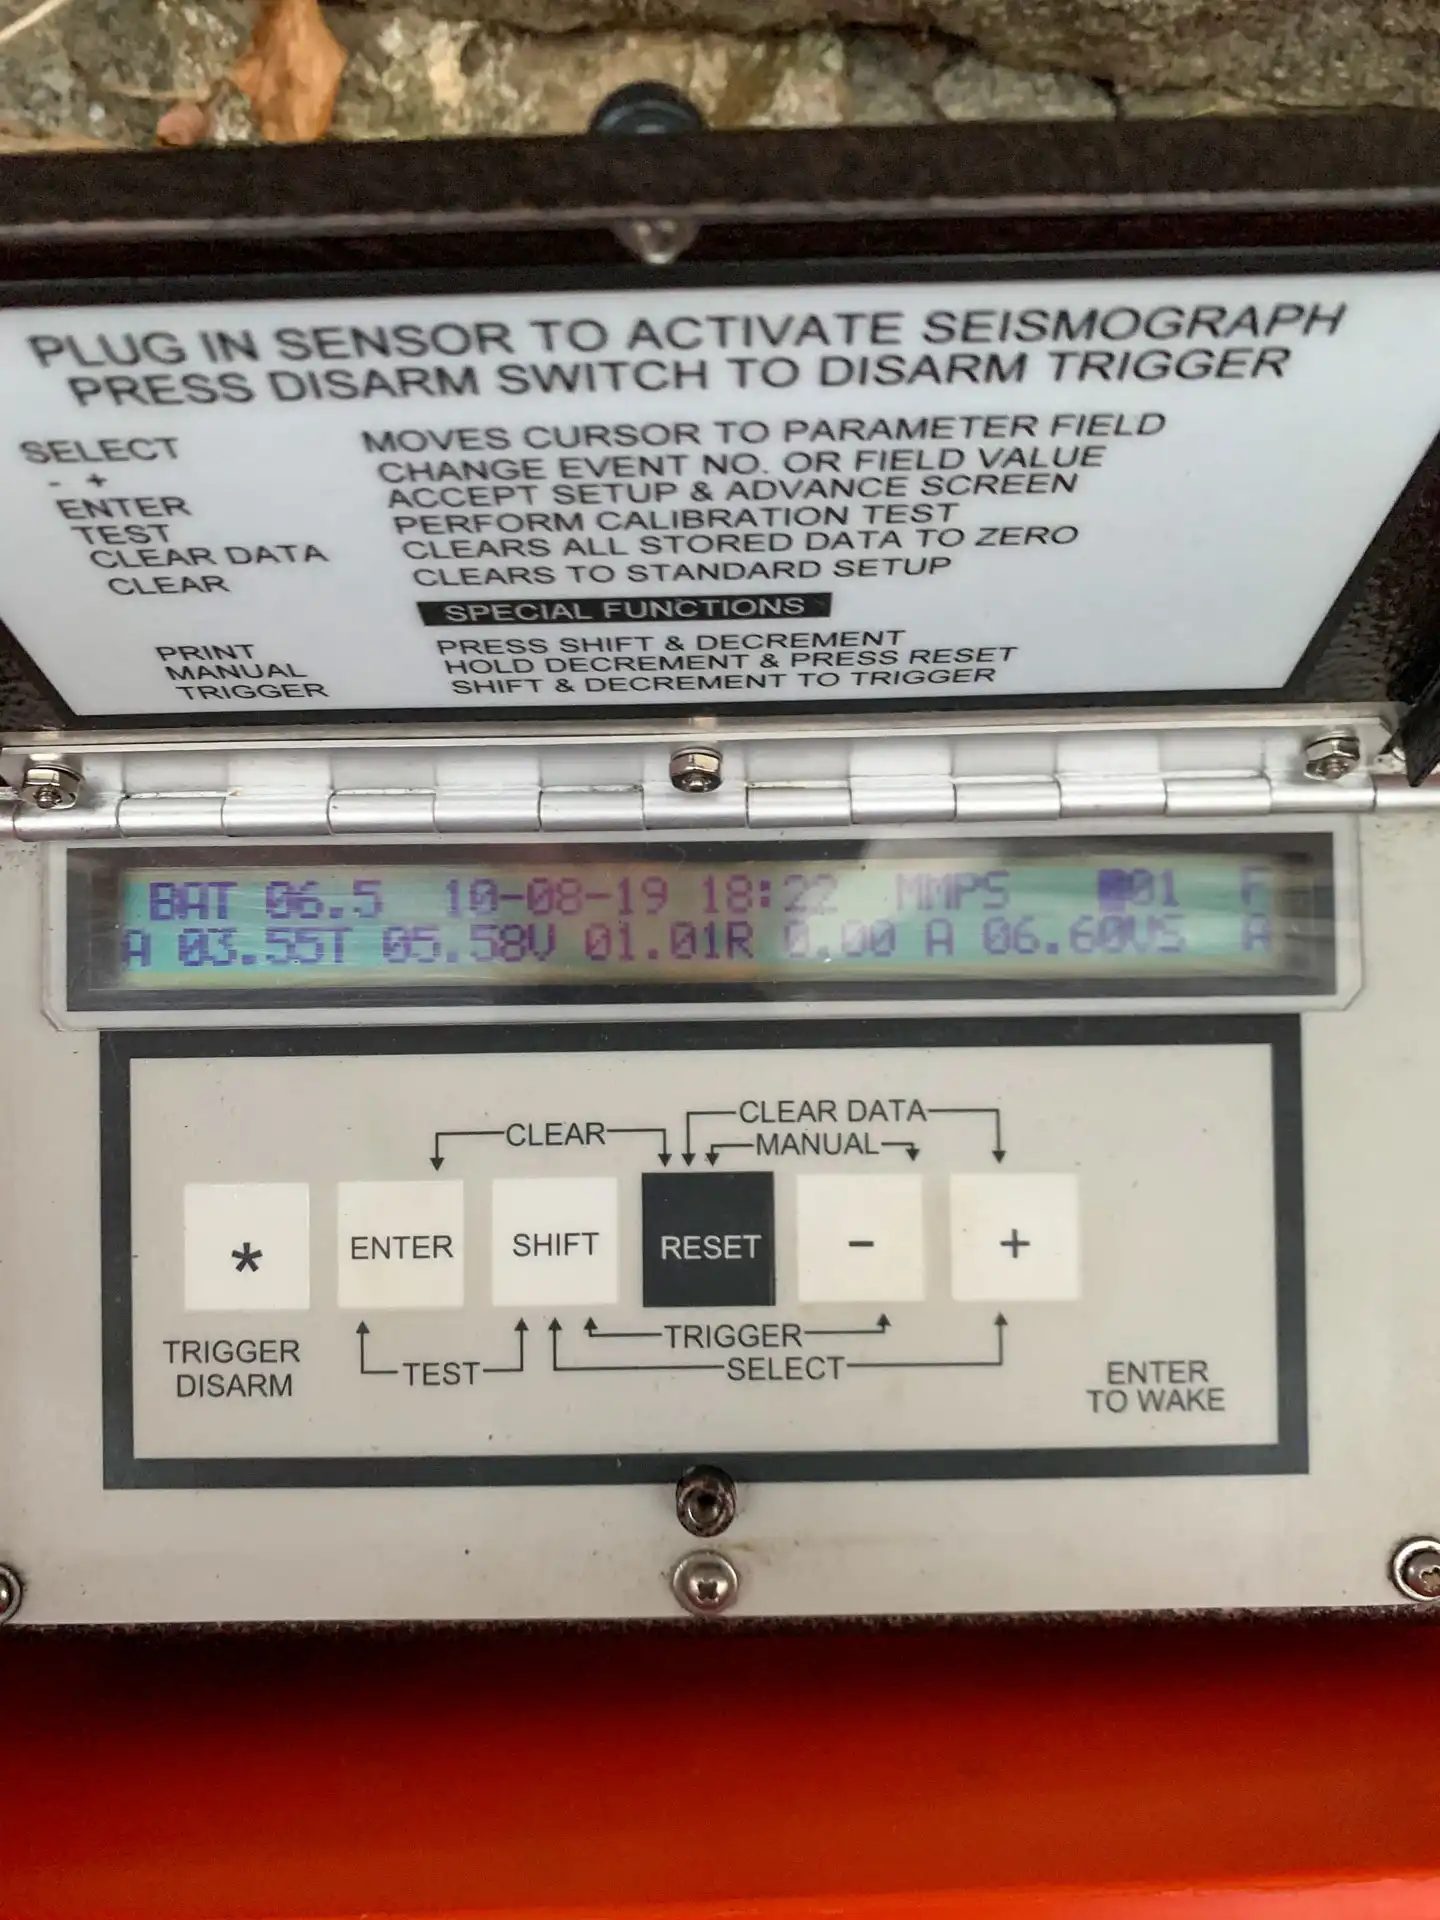 PLUG IN SENSOR TO ACTIVATE SEISMOGRAPH
PRESS DISARM SWITCH TO DISARM TRIGGER
SELECT MOVES CURSOR TO PARAMETER FIELD
- + CHANGE EVENT NO. OR FIELD VALUE
ENTER ACCEPT SETUP & ADVANCE SCREEN
TEST PERFORM CALIBRATION TEST
CLEAR DATA CLEARS ALL STORED DATA TO ZERO
CLEAR CLEARS TO STANDARD SETUP
SPECIAL FUNCTIONS
PRINT PRESS SHIFT & DECREMENT
MANUAL HOLD DECREMENT & PRESS RESET
TRIGGER SHIFT & DECREMENT TO TRIGGER
BAT 06.5 10-08-19 18:22 MMPS 01 F
A 03.55T 05.58V 01.01R 0.00 A 06.60VS A
CLEAR DATA
CLEAR MANUAL
* ENTER SHIFT RESET - +
TRIGGER DISARM
TRIGGER
TEST SELECT
ENTER TO WAKE